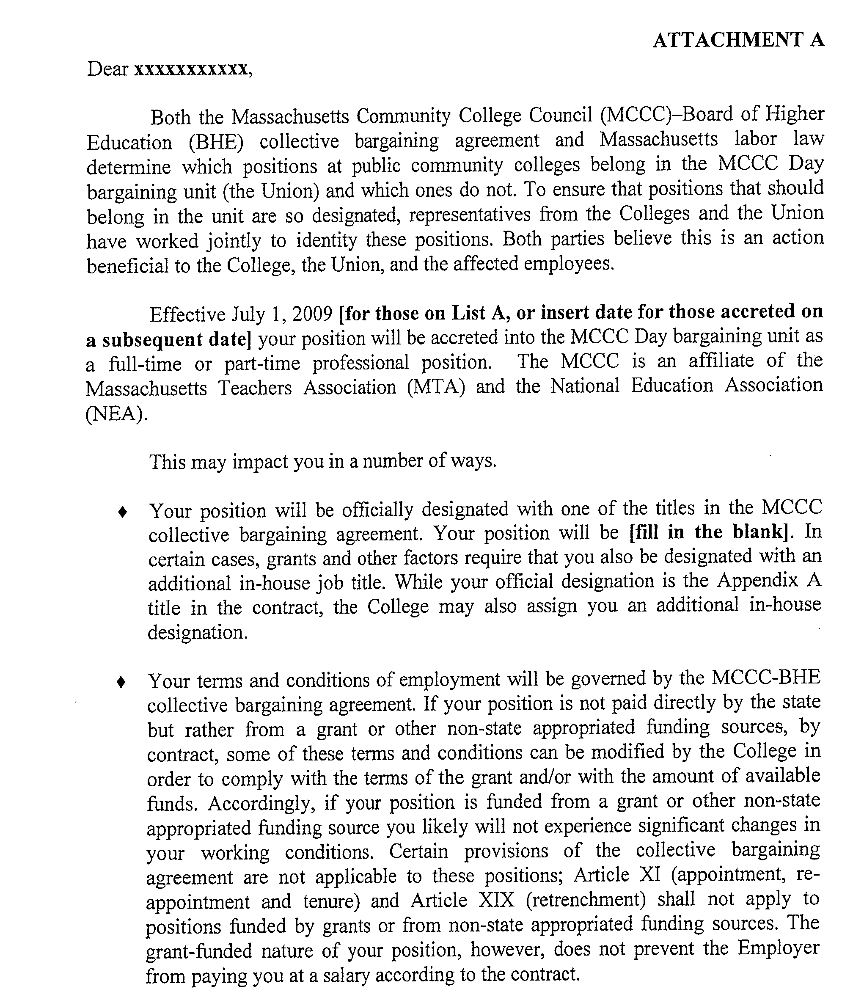 ATTACHMENT A
Dear xxxxxxxxxxx,
Both the Massachusetts Community College Council (MCCC)–Board of Higher
Education (BHE) collective bargaining agreement and Massachusetts labor law
determine which positions at public community colleges belong in the MCCC Day
bargaining unit (the Union) and which ones do not. To ensure that positions that should
belong in the unit are so designated, representatives from the Colleges and the Union
have worked jointly to identity these positions. Both parties believe this is an action
beneficial to the College, the Union, and the affected employees.
Effective July 1, 2009 [for those on List A, or insert date for those accreted on
a subsequent date] your position will be accreted into the MCCC Day bargaining unit as
a full-time or part-time professional position. The MCCC is an affiliate of the
Massachusetts Teachers Association (MTA) and the National Education Association
(NEA).
This may impact you in a number of ways.
♦ Your position will be officially designated with one of the titles in the MCCC
collective bargaining agreement. Your position will be [fill in the blank]. In
certain cases, grants and other factors require that you also be designated with an
additional in-house job title. While your official designation is the Appendix A
title in the contract, the College may also assign you an additional in-house
designation.
♦ Your terms and conditions of employment will be governed by the MCCC-BHE
collective bargaining agreement. If your position is not paid directly by the state
but rather from a grant or other non-state appropriated funding sources, by
contract, some of these terms and conditions can be modified by the College in
order to comply with the terms of the grant and/or with the amount of available
funds. Accordingly, if your position is funded from a grant or other non-state
appropriated funding source you likely will not experience significant changes in
your working conditions. Certain provisions of the collective bargaining
agreement are not applicable to these positions; Article XI (appointment, re-
appointment and tenure) and Article XIX (retrenchment) shall not apply to
positions funded by grants or from non-state appropriated funding sources. The
grant-funded nature of your position, however, does not prevent the Employer
from paying you at a salary according to the contract.